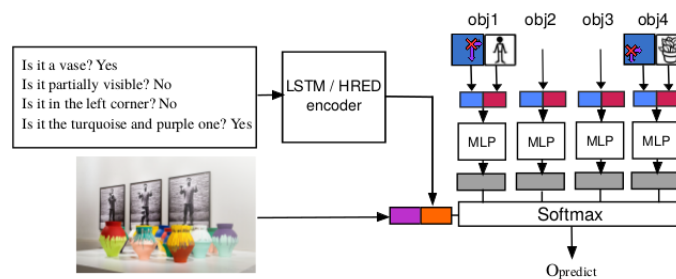 Is it a vase? Yes
Is it partially visible? No
Is it in the left corner? No
Is it the turquoise and purple one? Yes
LSTM / HRED
encoder
obj1 obj2 obj3 obj4
MLP MLP MLP MLP
Softmax
Opredict